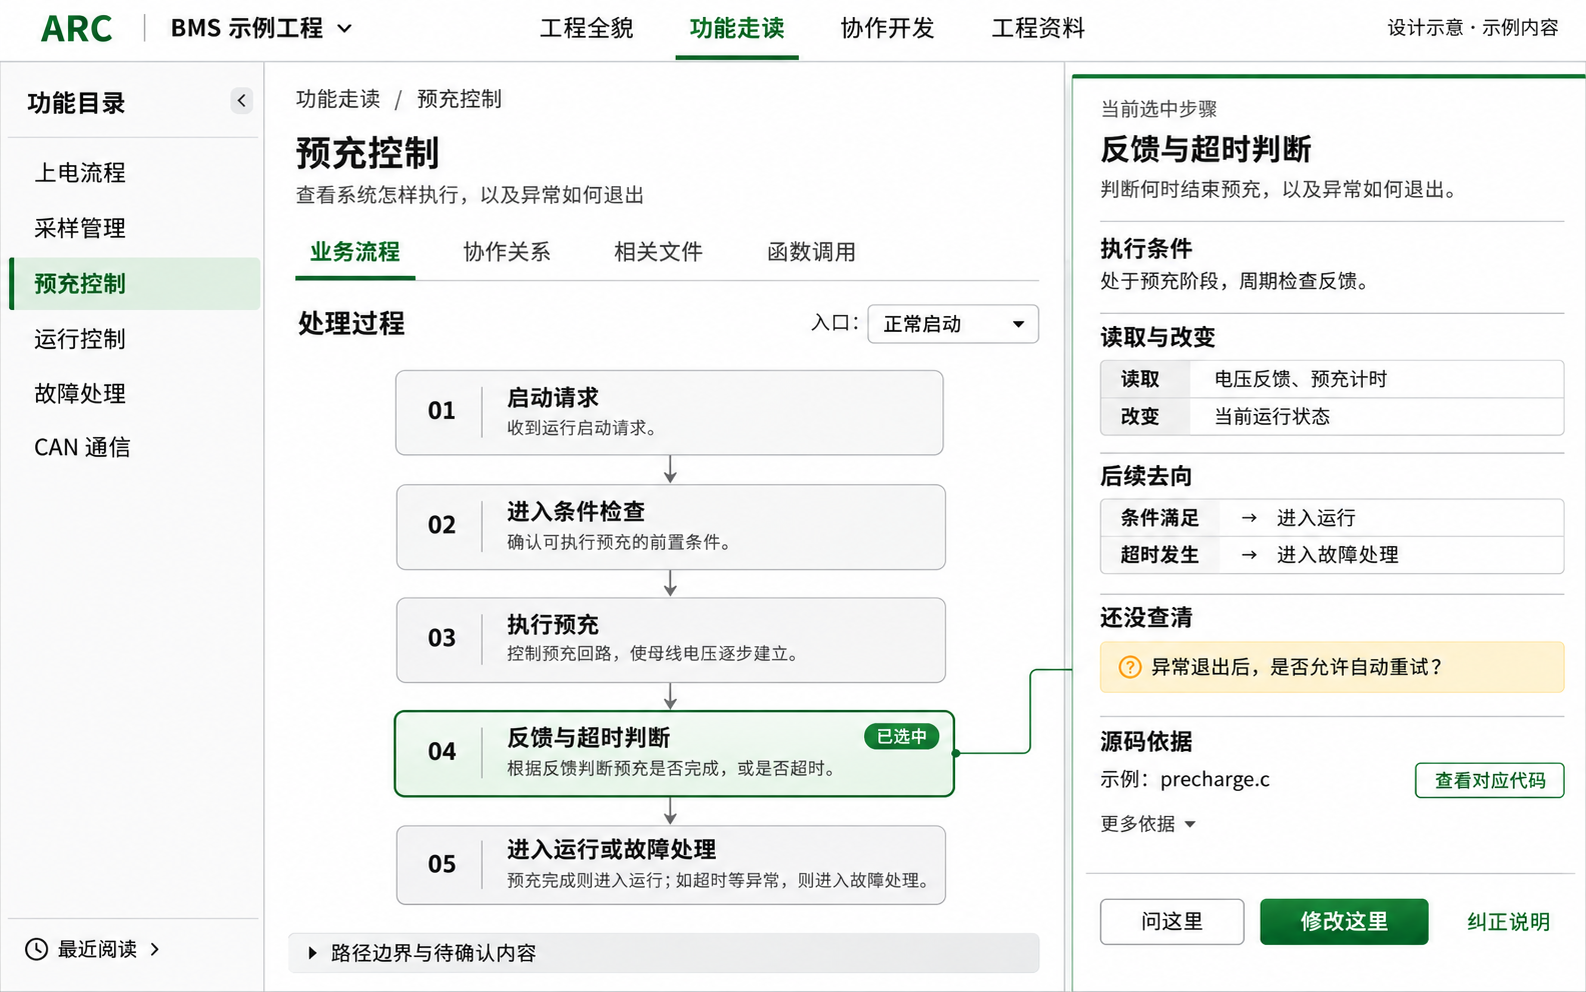 ARC
BMS 示例工程
工程全貌
功能走读
协作开发
工程资料
设计示意 · 示例内容
功能目录
上电流程
采样管理
预充控制
运行控制
故障处理
CAN 通信
最近阅读
功能走读 / 预充控制
预充控制
查看系统怎样执行，以及异常如何退出
业务流程
协作关系
相关文件
函数调用
处理过程
入口：
正常启动
01
启动请求
收到运行启动请求。
02
进入条件检查
确认可执行预充的前置条件。
03
执行预充
控制预充回路，使母线电压逐步建立。
04
反馈与超时判断
已选中
根据反馈判断预充是否完成，或是否超时。
05
进入运行或故障处理
预充完成则进入运行；如超时等异常，则进入故障处理。
路径边界与待确认内容
当前选中步骤
反馈与超时判断
判断何时结束预充，以及异常如何退出。
执行条件
处于预充阶段，周期检查反馈。
读取与改变
读取 电压反馈、预充计时
改变 当前运行状态
后续去向
条件满足 → 进入运行
超时发生 → 进入故障处理
还没查清
? 异常退出后，是否允许自动重试？
源码依据
示例：precharge.c
查看对应代码
更多依据
问这里
修改这里
纠正说明